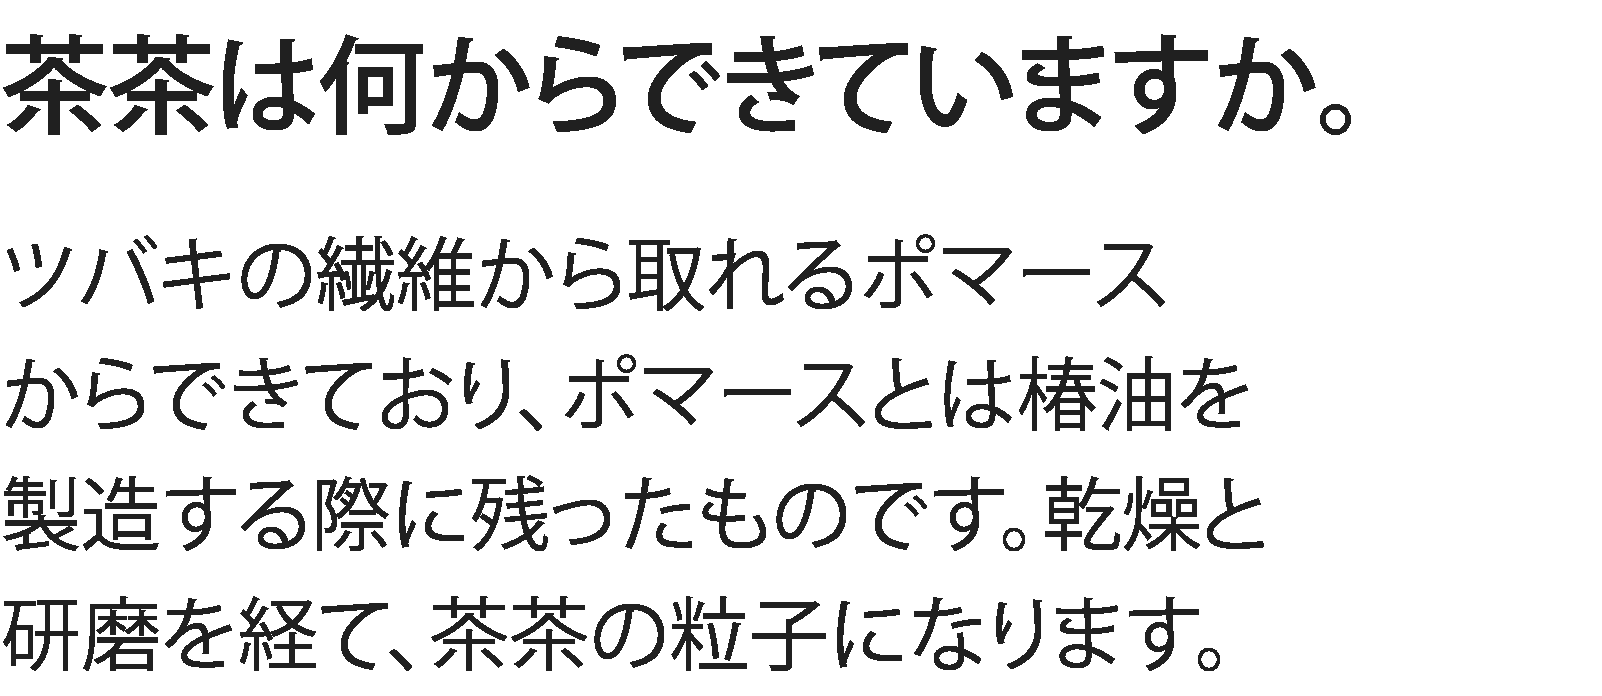 茶茶は何からできていますか。
ツバキの繊維から取れるポマース
からできており、ポマースとは椿油を
製造する際に残ったものです。乾燥と
研磨を経て、茶茶の粒子になります。